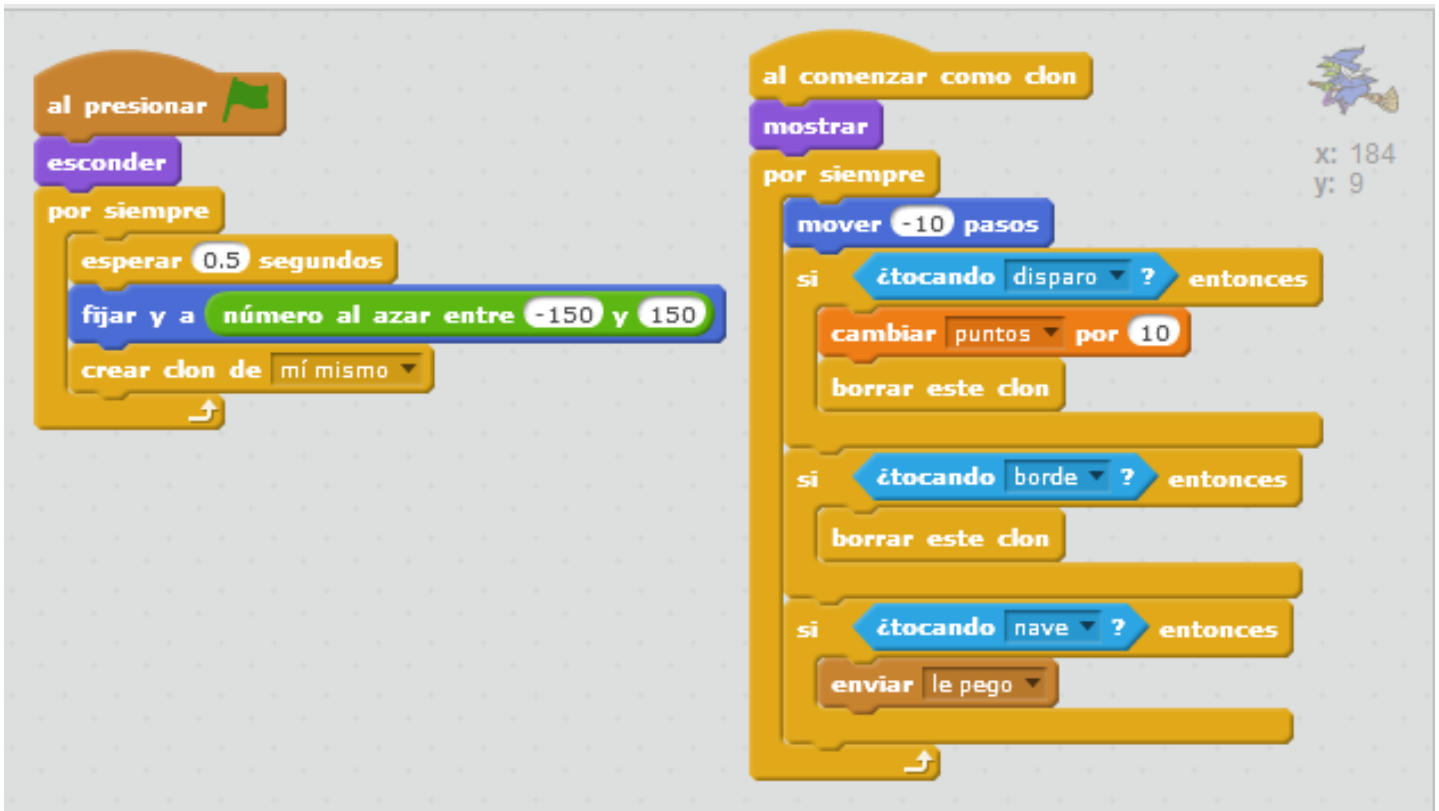 al presionar
esconder
por siempre
esperar 0.5 segundos
fijar y a número al azar entre -150 y 150
crear clon de mí mismo
al comenzar como clon
mostrar
por siempre
mover -10 pasos
si ¿tocando disparo ? entonces
cambiar puntos por 10
borrar este clon
si ¿tocando borde ? entonces
borrar este clon
si ¿tocando nave ? entonces
enviar le pego
x: 184
y: 9